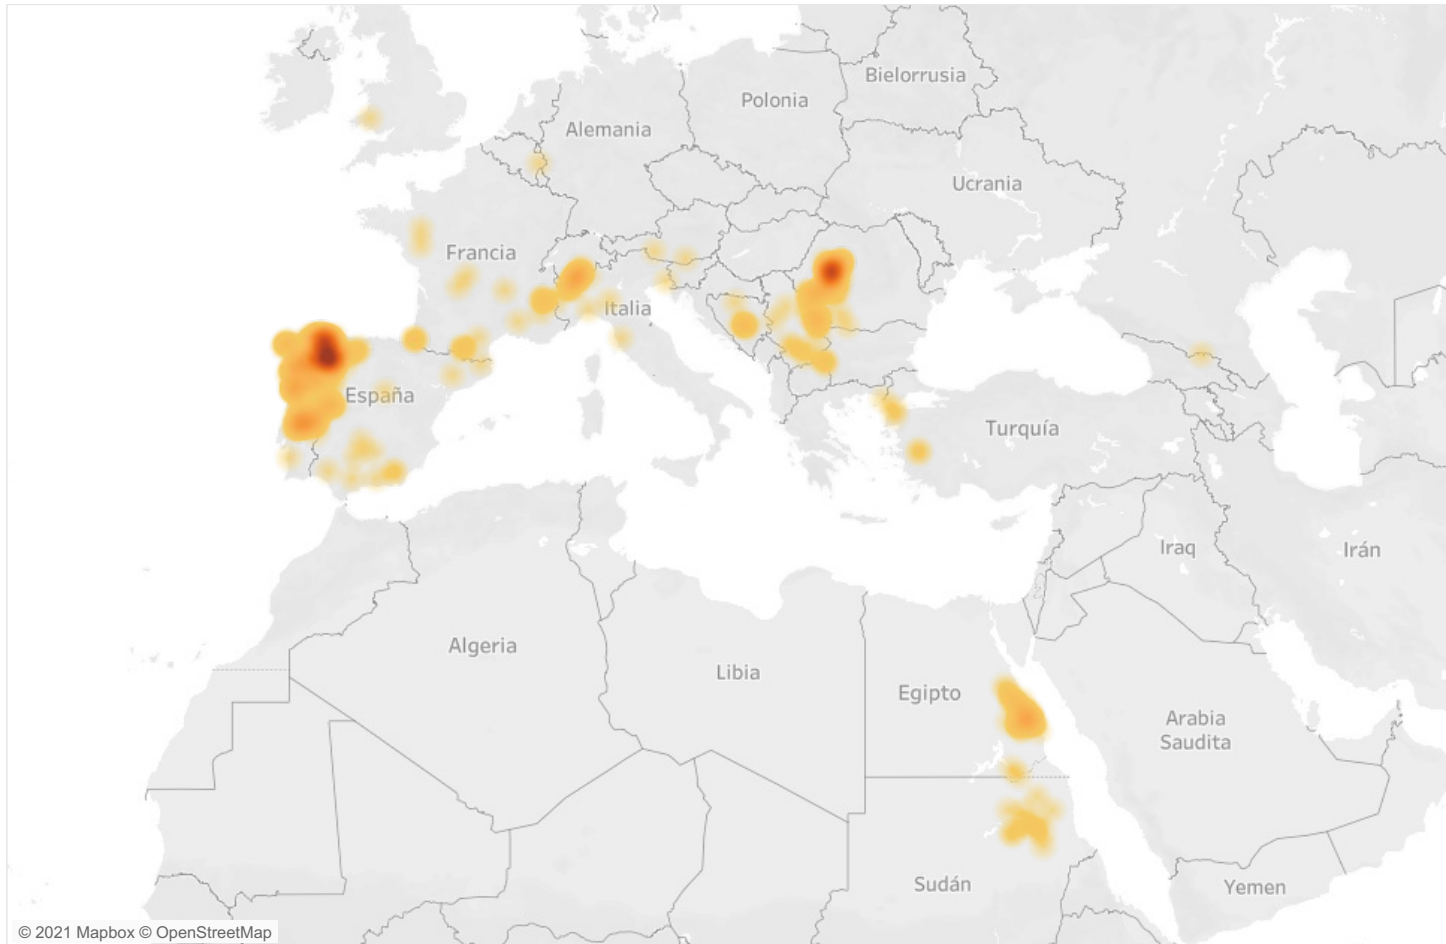 Bielorrusia
Polonia
Alemania
Ucrania
Francia
Italia
España
Turquía
Iraq
Irán
Algeria
Libia
Egipto
Arabia
Saudita
Sudán
Yemen
© 2021 Mapbox © OpenStreetMap